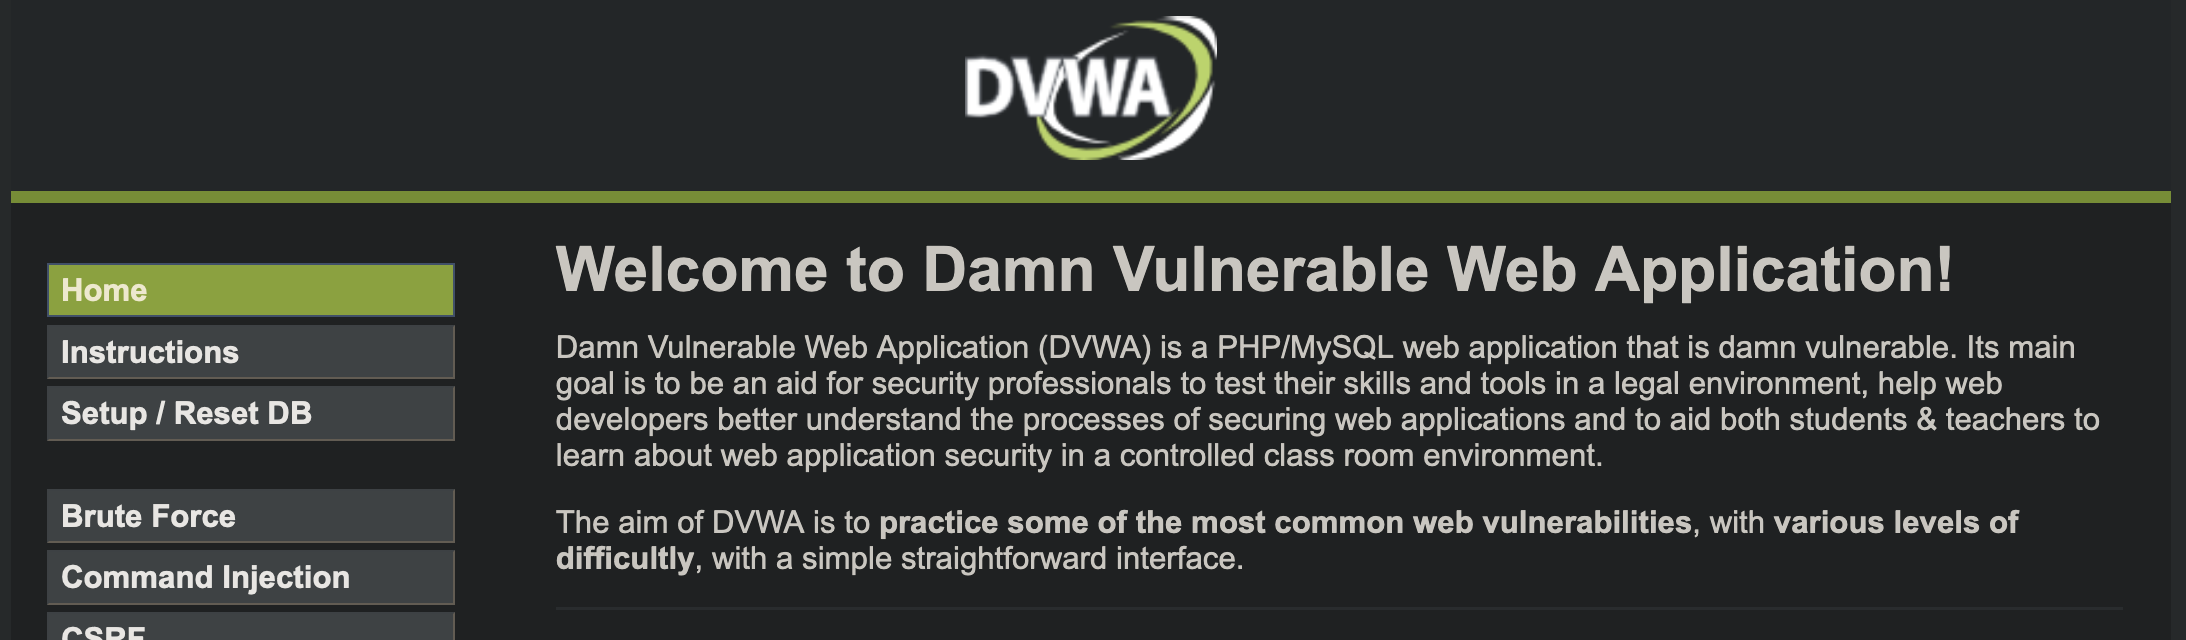 DVWA
Home
Instructions
Setup / Reset DB
Brute Force
Command Injection
CSRF
Welcome to Damn Vulnerable Web Application!
Damn Vulnerable Web Application (DVWA) is a PHP/MySQL web application that is damn vulnerable. Its main
goal is to be an aid for security professionals to test their skills and tools in a legal environment, help web
developers better understand the processes of securing web applications and to aid both students & teachers to
learn about web application security in a controlled class room environment.
The aim of DVWA is to practice some of the most common web vulnerabilities, with various levels of
difficultly, with a simple straightforward interface.